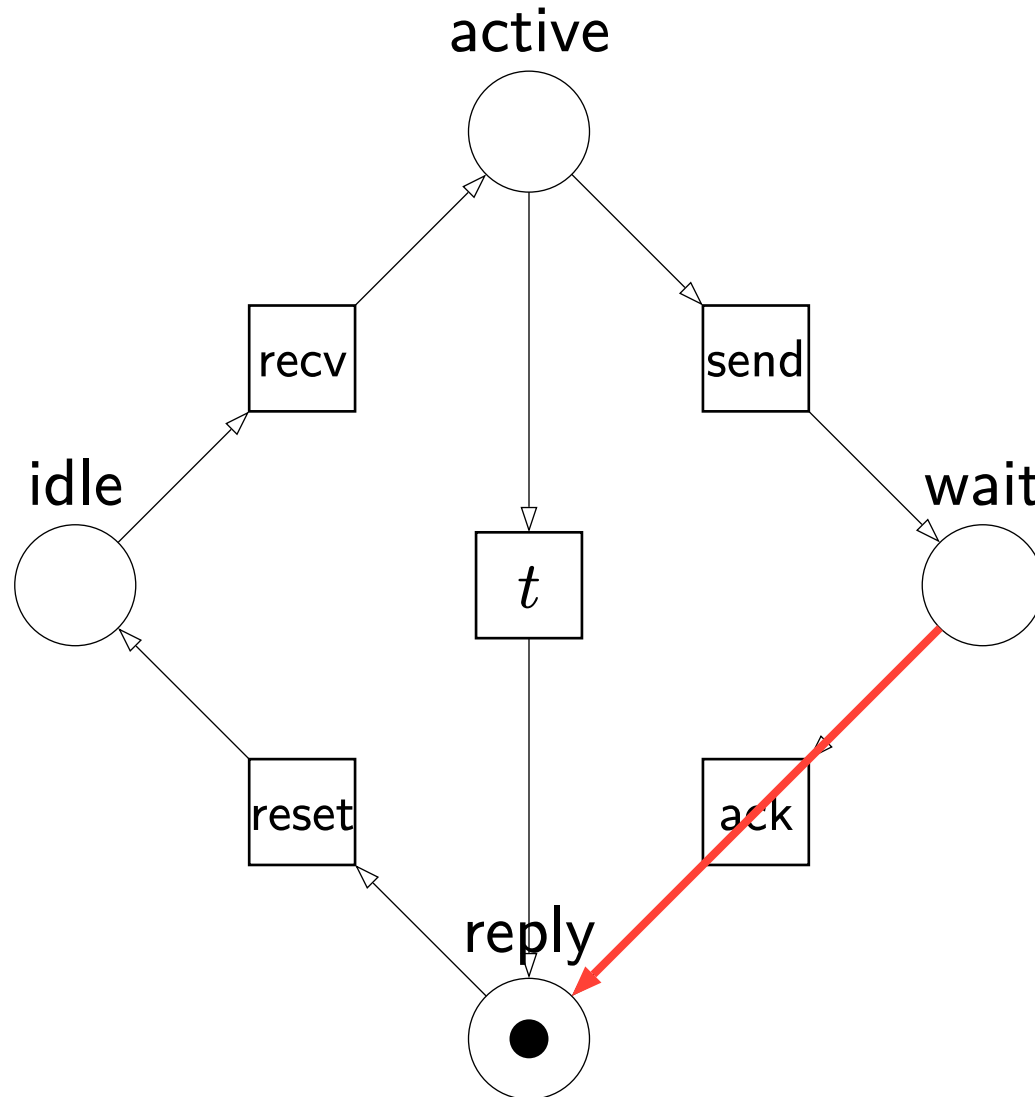 active
recv
send
idle
wait
t
reset
ack
reply